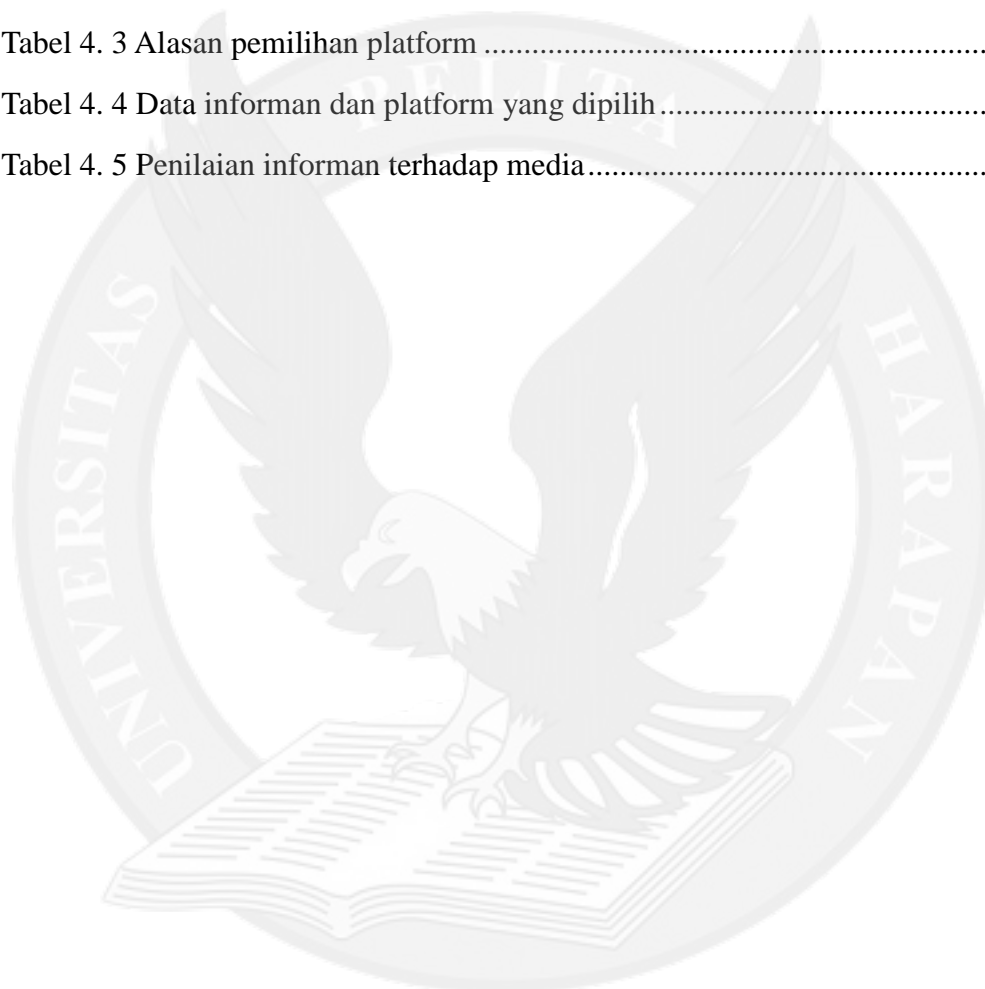 Tabel 4. 3 Alasan pemilihan platform ................................................................
Tabel 4. 4 Data informan dan platform yang dipilih .........................................
Tabel 4. 5 Penilaian informan terhadap media ..................................................
UNIVERSITAS PELITA HARAPAN